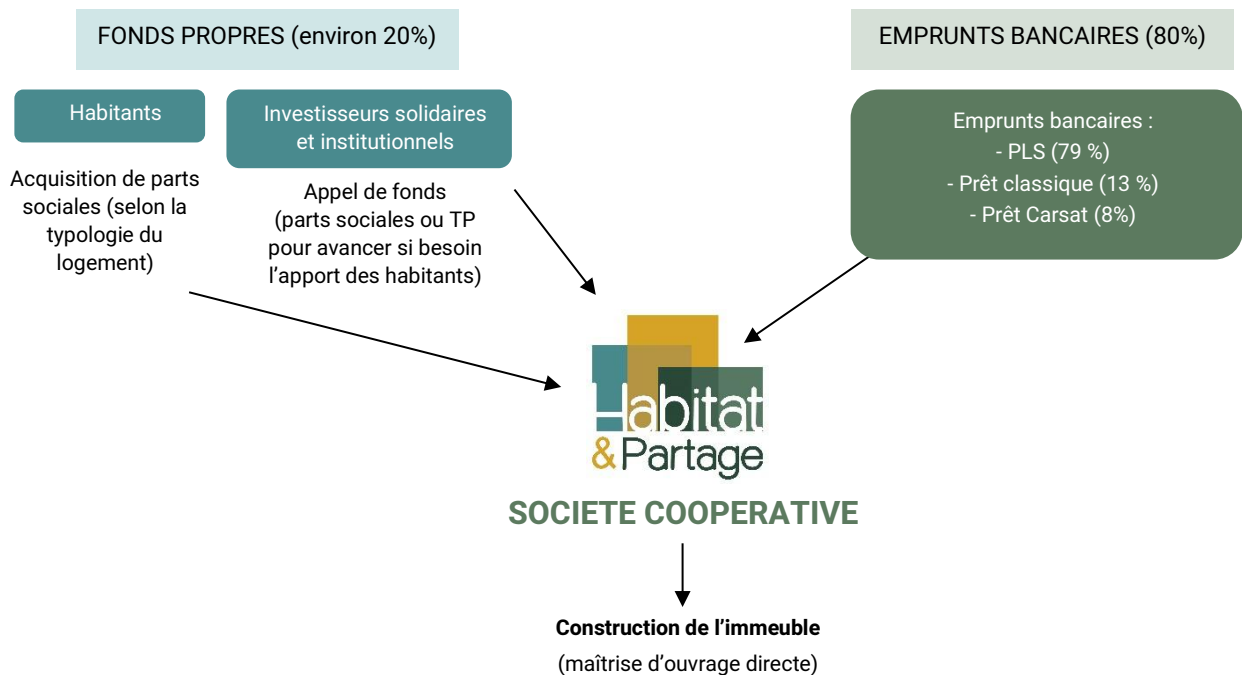 FONDS PROPRES (environ 20%)
EMPRUNTS BANCAIRES (80%)
Habitants
Acquisition de parts
sociales (selon la
typologie du
logement)
Investisseurs solidaires
et institutionnels
Appel de fonds
(parts sociales ou TP
pour avancer si besoin
l’apport des habitants)
Emprunts bancaires :
- PLS (79 %)
- Prêt classique (13 %)
- Prêt Carsat (8%)
Habitat
& Partage
SOCIETE COOPERATIVE
Construction de l’immeuble
(maîtrise d’ouvrage directe)